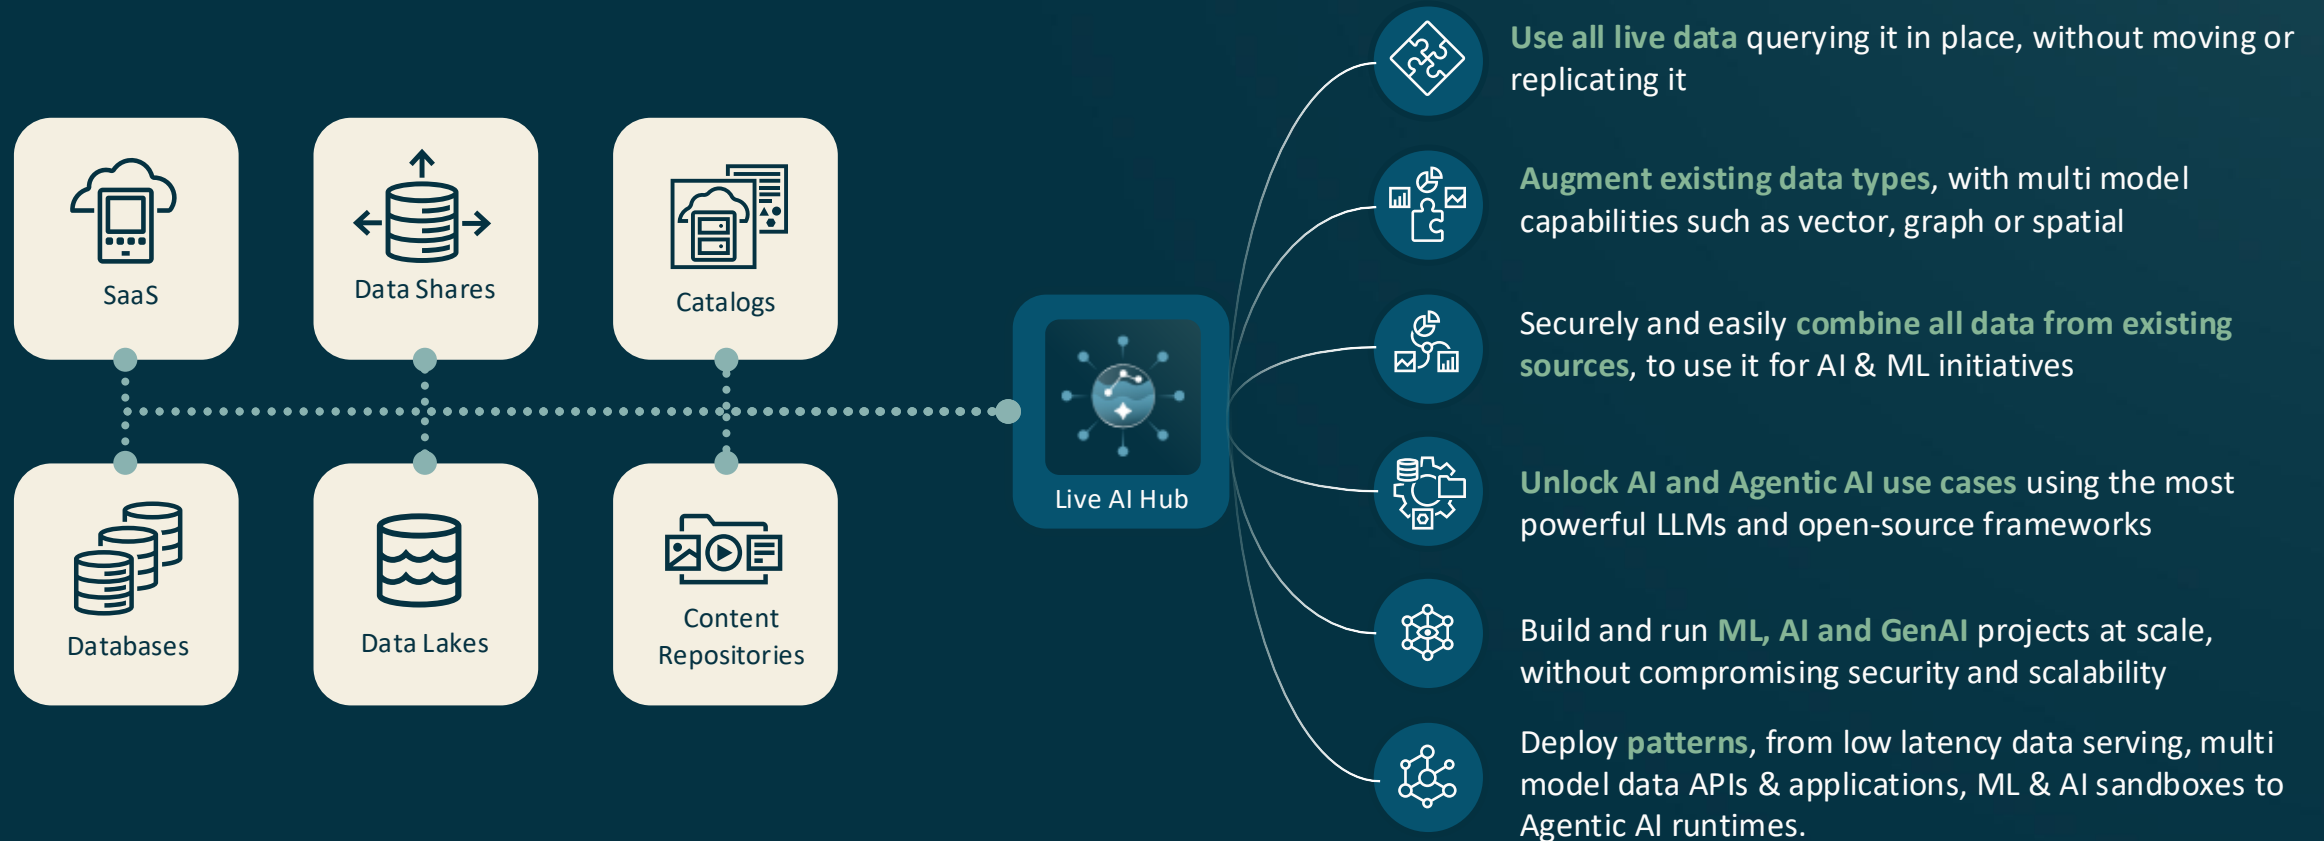 SaaS
Data Shares
Catalogs
Databases
Data Lakes
Content
Repositories
Live AI Hub
Use all live data querying it in place, without moving or
replicating it
Augment existing data types, with multi model
capabilities such as vector, graph or spatial
Securely and easily combine all data from existing
sources, to use it for AI & ML initiatives
Unlock AI and Agentic AI use cases using the most
powerful LLMs and open-source frameworks
Build and run ML, AI and GenAI projects at scale,
without compromising security and scalability
Deploy patterns, from low latency data serving, multi
model data APIs & applications, ML & AI sandboxes to
Agentic AI runtimes.